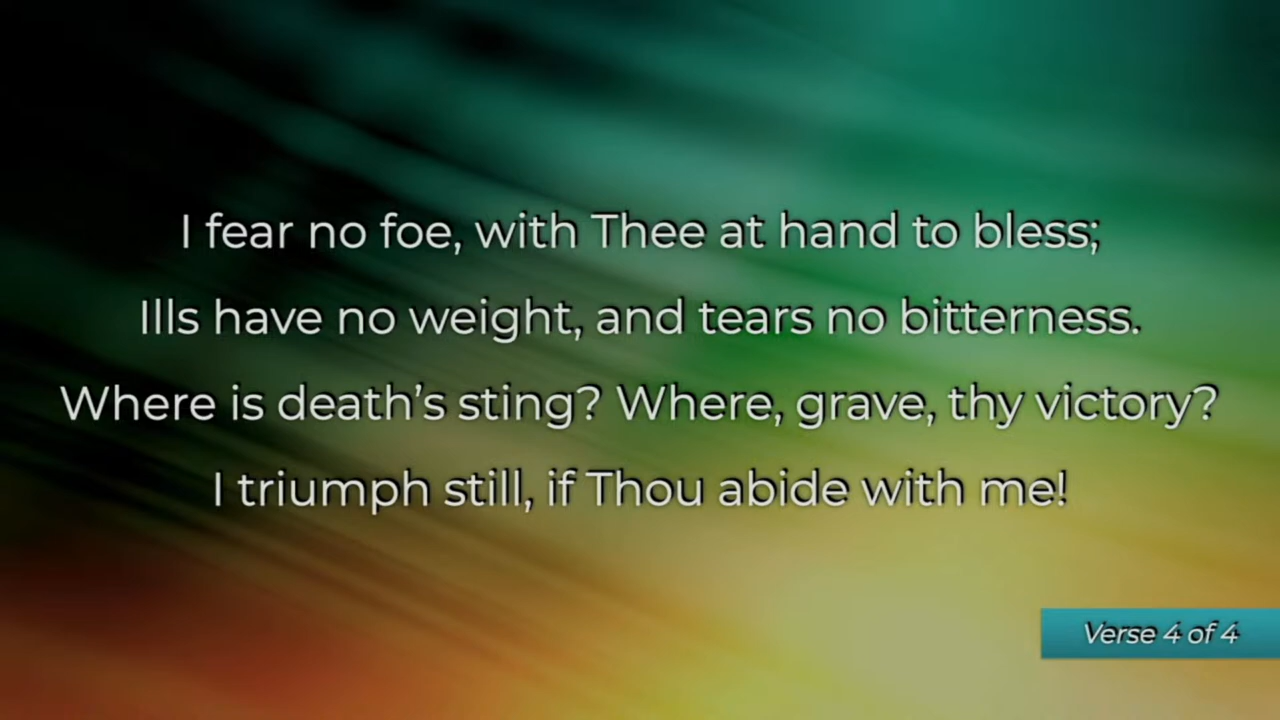 I fear no foe, with Thee at hand to bless;
Ills have no weight, and tears no bitterness.
Where is death’s sting? Where, grave, thy victory?
I triumph still, if Thou abide with me!
Verse 4 of 4